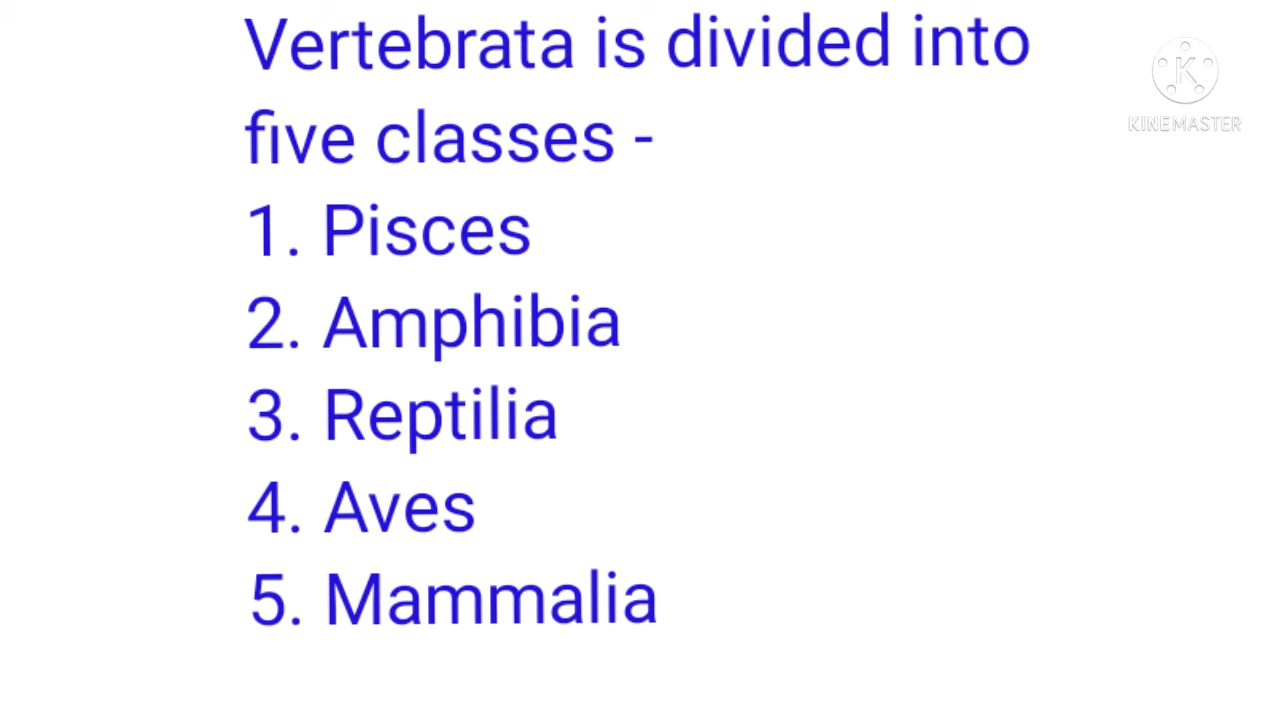 Vertebrata is divided into
five classes -
1. Pisces
2. Amphibia
3. Reptilia
4. Aves
5. Mammalia
K
KINEMASTER